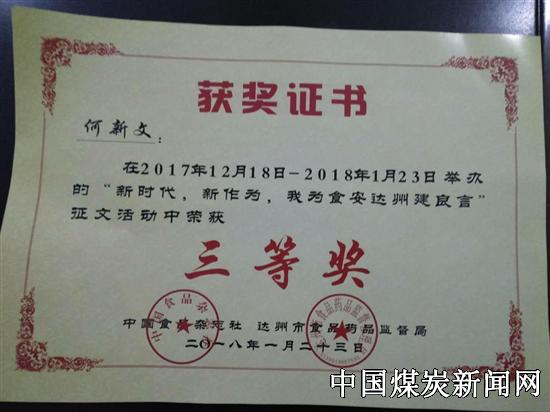 获奖证书
何新文：
在2017年12月18日-2018年1月23日举办
的“新时代，新作为，我为食安达州建良言”
征文活动中荣获
三等奖
中国食品杂志社 达州市食品药品监督局
二〇一八年一月二十三日
中国煤炭新闻网